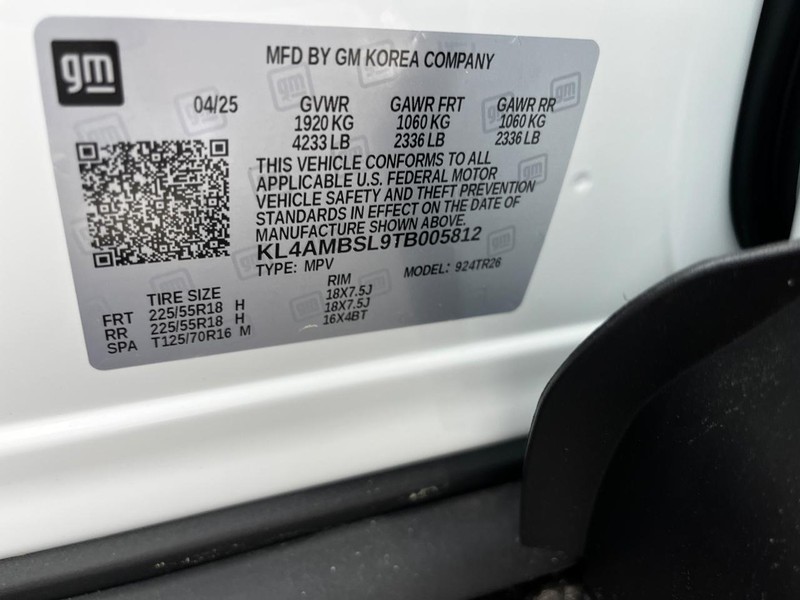 gm
MFD BY GM KOREA COMPANY
04/25 GVWR GAWR FRT GAWR RR
1920 KG 1060 KG 1060 KG
4233 LB 2336 LB 2336 LB
THIS VEHICLE CONFORMS TO ALL
APPLICABLE U.S. FEDERAL MOTOR
VEHICLE SAFETY AND THEFT PREVENTION
STANDARDS IN EFFECT ON THE DATE OF
MANUFACTURE SHOWN ABOVE.
KL4AMBSL9TB005812
TYPE: MPV MODEL: 924TR26
TIRE SIZE RIM
FRT 225/55R18 H 18X7.5J
RR 225/55R18 H 18X7.5J
SPA T125/70R16 M 16X4BT